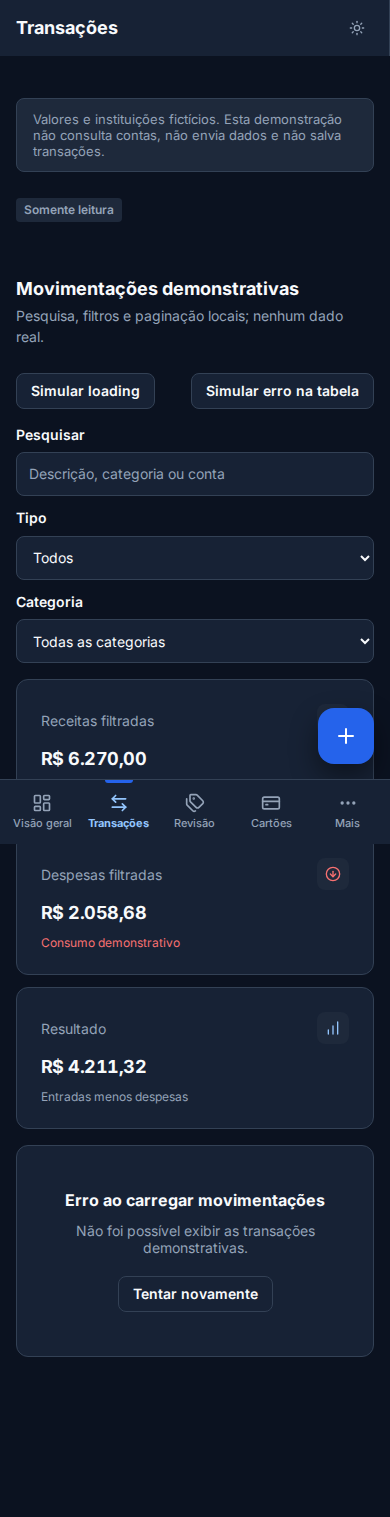 Transações
Valores e instituições fictícios. Esta demonstração
não consulta contas, não envia dados e não salva
transações.
Somente leitura
Movimentações demonstrativas
Pesquisa, filtros e paginação locais; nenhum dado
real.
Simular loading
Simular erro na tabela
Pesquisar
Descrição, categoria ou conta
Tipo
Todos
Categoria
Todas as categorias
Receitas filtradas
R$ 6.270,00
Visão geral
Transações
Revisão
Cartões
Mais
Despesas filtradas
R$ 2.058,68
Consumo demonstrativo
Resultado
R$ 4.211,32
Entradas menos despesas
Erro ao carregar movimentações
Não foi possível exibir as transações
demonstrativas.
Tentar novamente